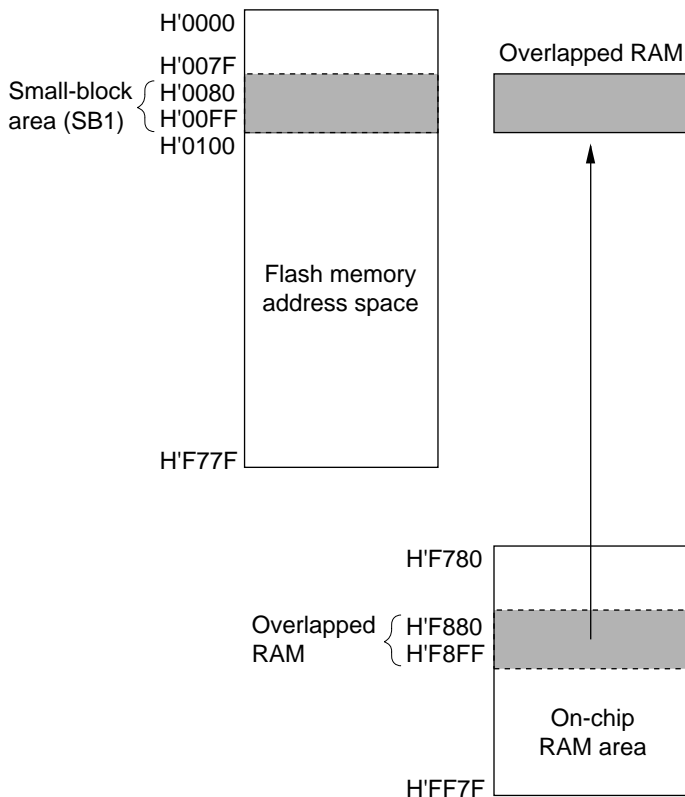 H'0000
H'007F
Small-block
area (SB1)
H'0080
H'00FF
H'0100
Overlapped RAM
Flash memory
address space
H'F77F
H'F780
Overlapped
RAM
H'F880
H'F8FF
On-chip
RAM area
H'FF7F